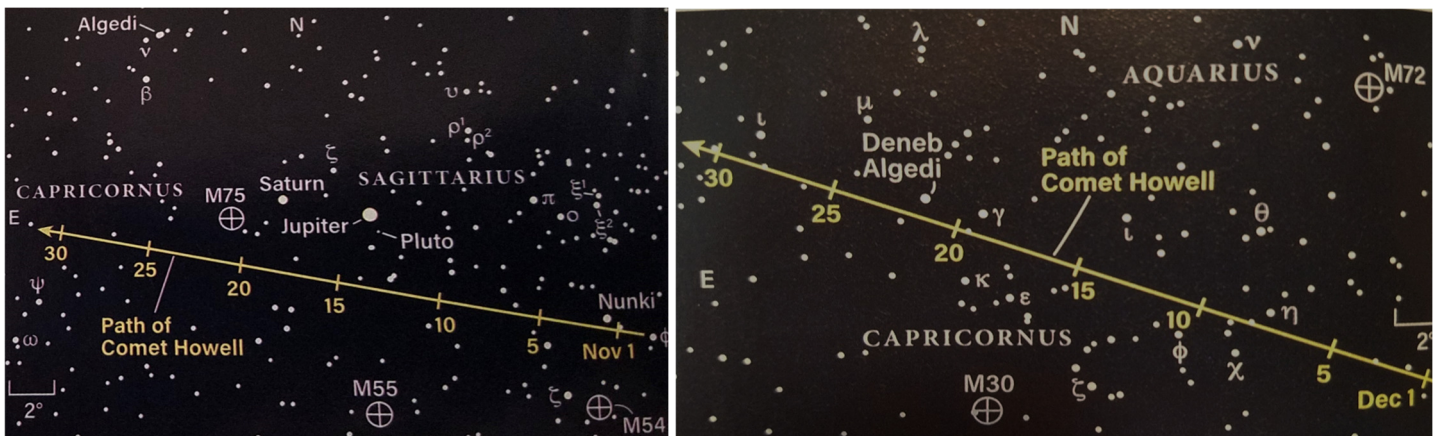 Algedi
N
ν
β
υ
ρ¹
ρ²
ζ
CAPRICORNUS
M75
Saturn
SAGITTARIUS
ξ¹
π
ο
ξ²
E
Jupiter
Pluto
30
25
20
15
10
5
Nov 1
ψ
Nunki
φ
Path of
Comet Howell
ω
2°
M55
ζ
M54
λ
N
ν
AQUARIUS
M72
μ
ι
Deneb
Algedi
Path of
Comet Howell
30
25
γ
ι
θ
20
E
κ
ε
15
10
η
CAPRICORNUS
φ
χ
2°
5
M30
ζ
Dec 1